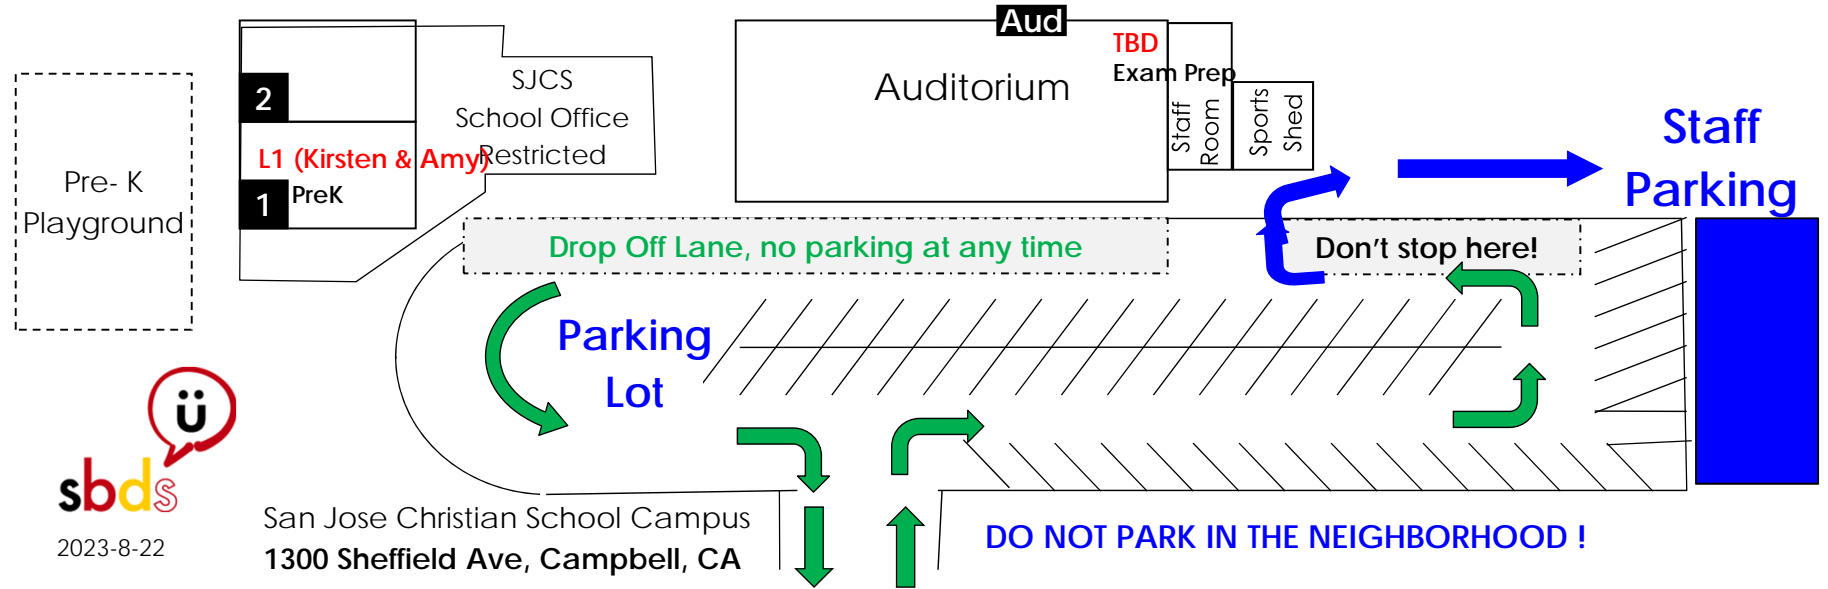 Aud
TBD
Exam Prep
Auditorium
Staff
Room
Sports
Shed
SJCS
School Office
Restricted
2
L1 (Kirsten & Amy)
1
PreK
Pre- K
Playground
Staff
Parking
Drop Off Lane, no parking at any time
Don't stop here!
Parking
Lot
ü
sbds
2023-8-22
San Jose Christian School Campus
1300 Sheffield Ave, Campbell, CA
DO NOT PARK IN THE NEIGHBORHOOD !